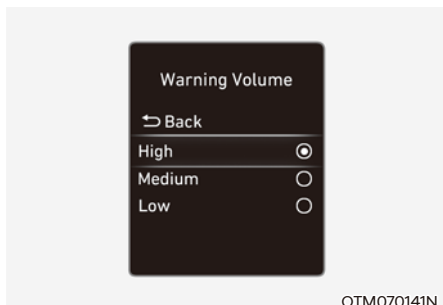 Warning Volume
Back
High
Medium
Low
OTM070141N